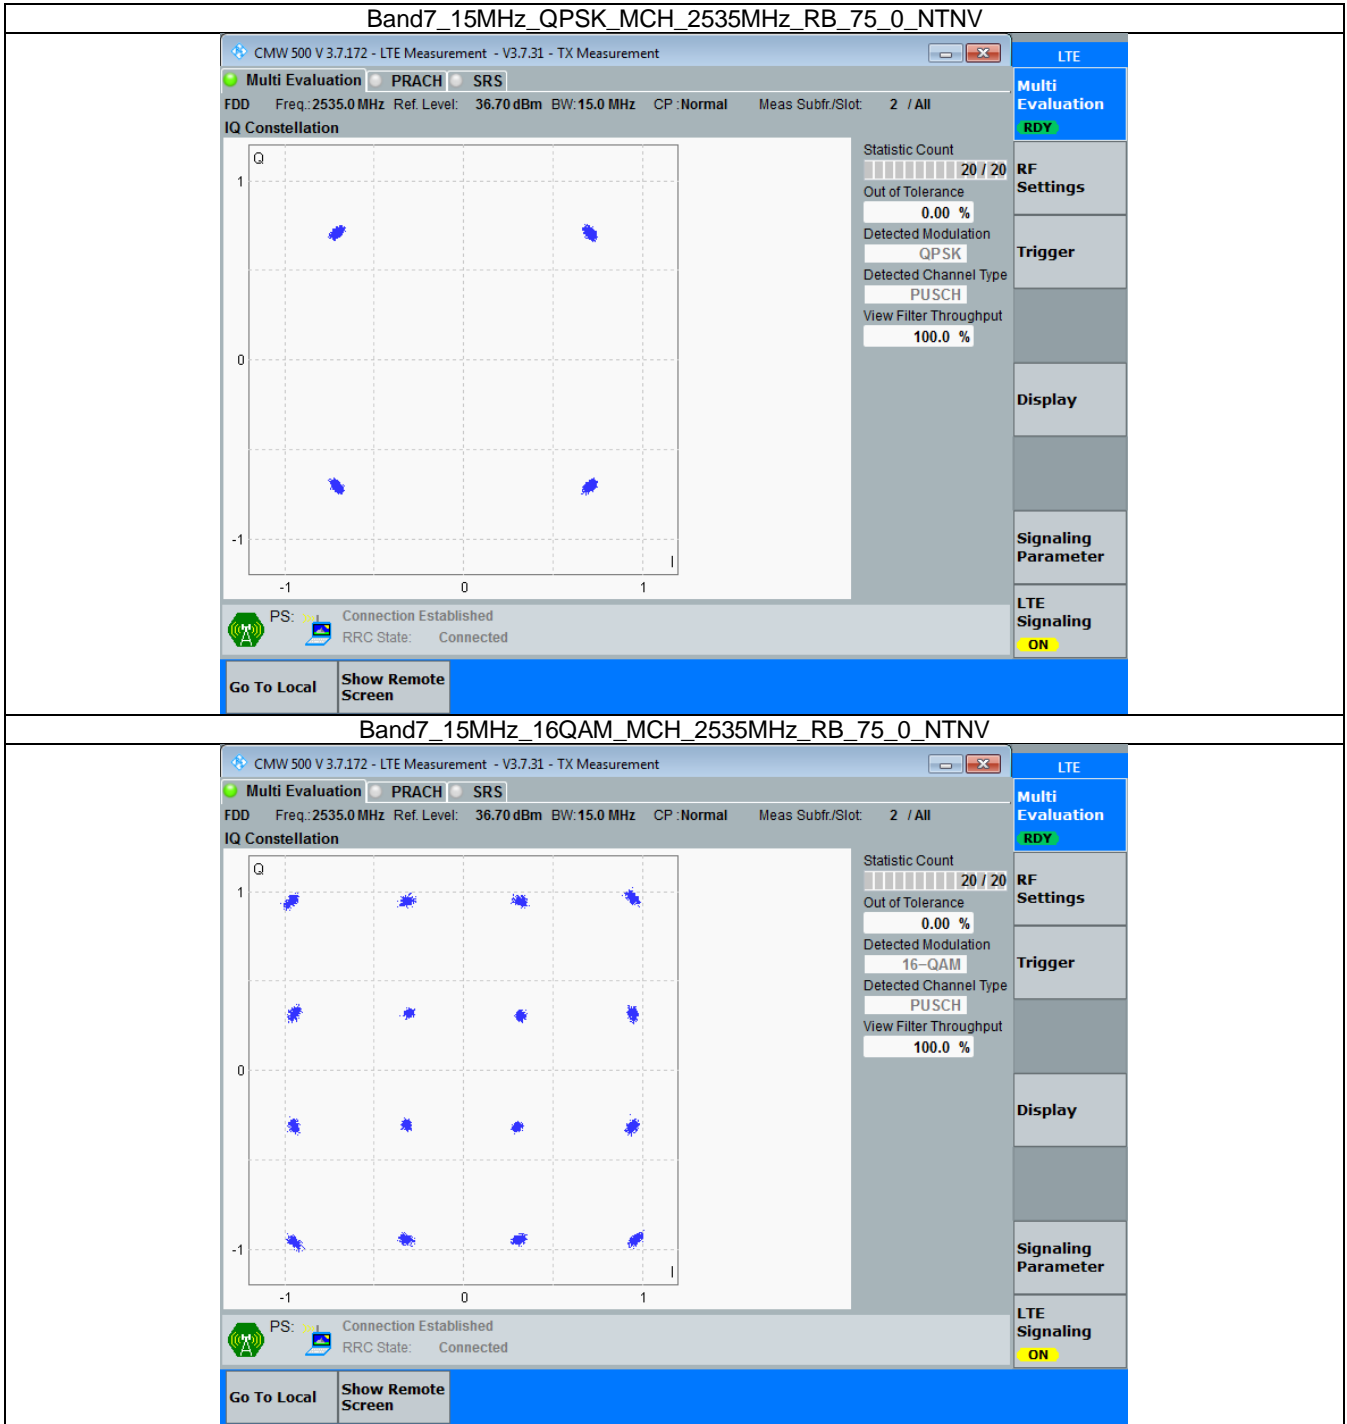 Band7_15MHz_QPSK_MCH_2535MHz_RB_75_0_NTNV
CMW 500 V 3.7.172 - LTE Measurement - V3.7.31 - TX Measurement
LTE
Multi Evaluation PRACH SRS
Multi
Evaluation
RDY
FDD Freq.: 2535.0 MHz Ref. Level: 36.70 dBm BW: 15.0 MHz CP : Normal Meas Subfr./Slot: 2 / All
IQ Constellation
Q
1
0
-1
I
-1 0 1
Statistic Count
20 / 20
Out of Tolerance
0.00 %
Detected Modulation
QPSK
Detected Channel Type
PUSCH
View Filter Throughput
100.0 %
RF
Settings
Trigger
Display
Signaling
Parameter
LTE
Signaling
ON
PS: Connection Established
RRC State: Connected
Go To Local
Show Remote
Screen
Band7_15MHz_16QAM_MCH_2535MHz_RB_75_0_NTNV
CMW 500 V 3.7.172 - LTE Measurement - V3.7.31 - TX Measurement
LTE
Multi Evaluation PRACH SRS
Multi
Evaluation
RDY
FDD Freq.: 2535.0 MHz Ref. Level: 36.70 dBm BW: 15.0 MHz CP : Normal Meas Subfr./Slot: 2 / All
IQ Constellation
Q
1
0
-1
I
-1 0 1
Statistic Count
20 / 20
Out of Tolerance
0.00 %
Detected Modulation
16-QAM
Detected Channel Type
PUSCH
View Filter Throughput
100.0 %
RF
Settings
Trigger
Display
Signaling
Parameter
LTE
Signaling
ON
PS: Connection Established
RRC State: Connected
Go To Local
Show Remote
Screen